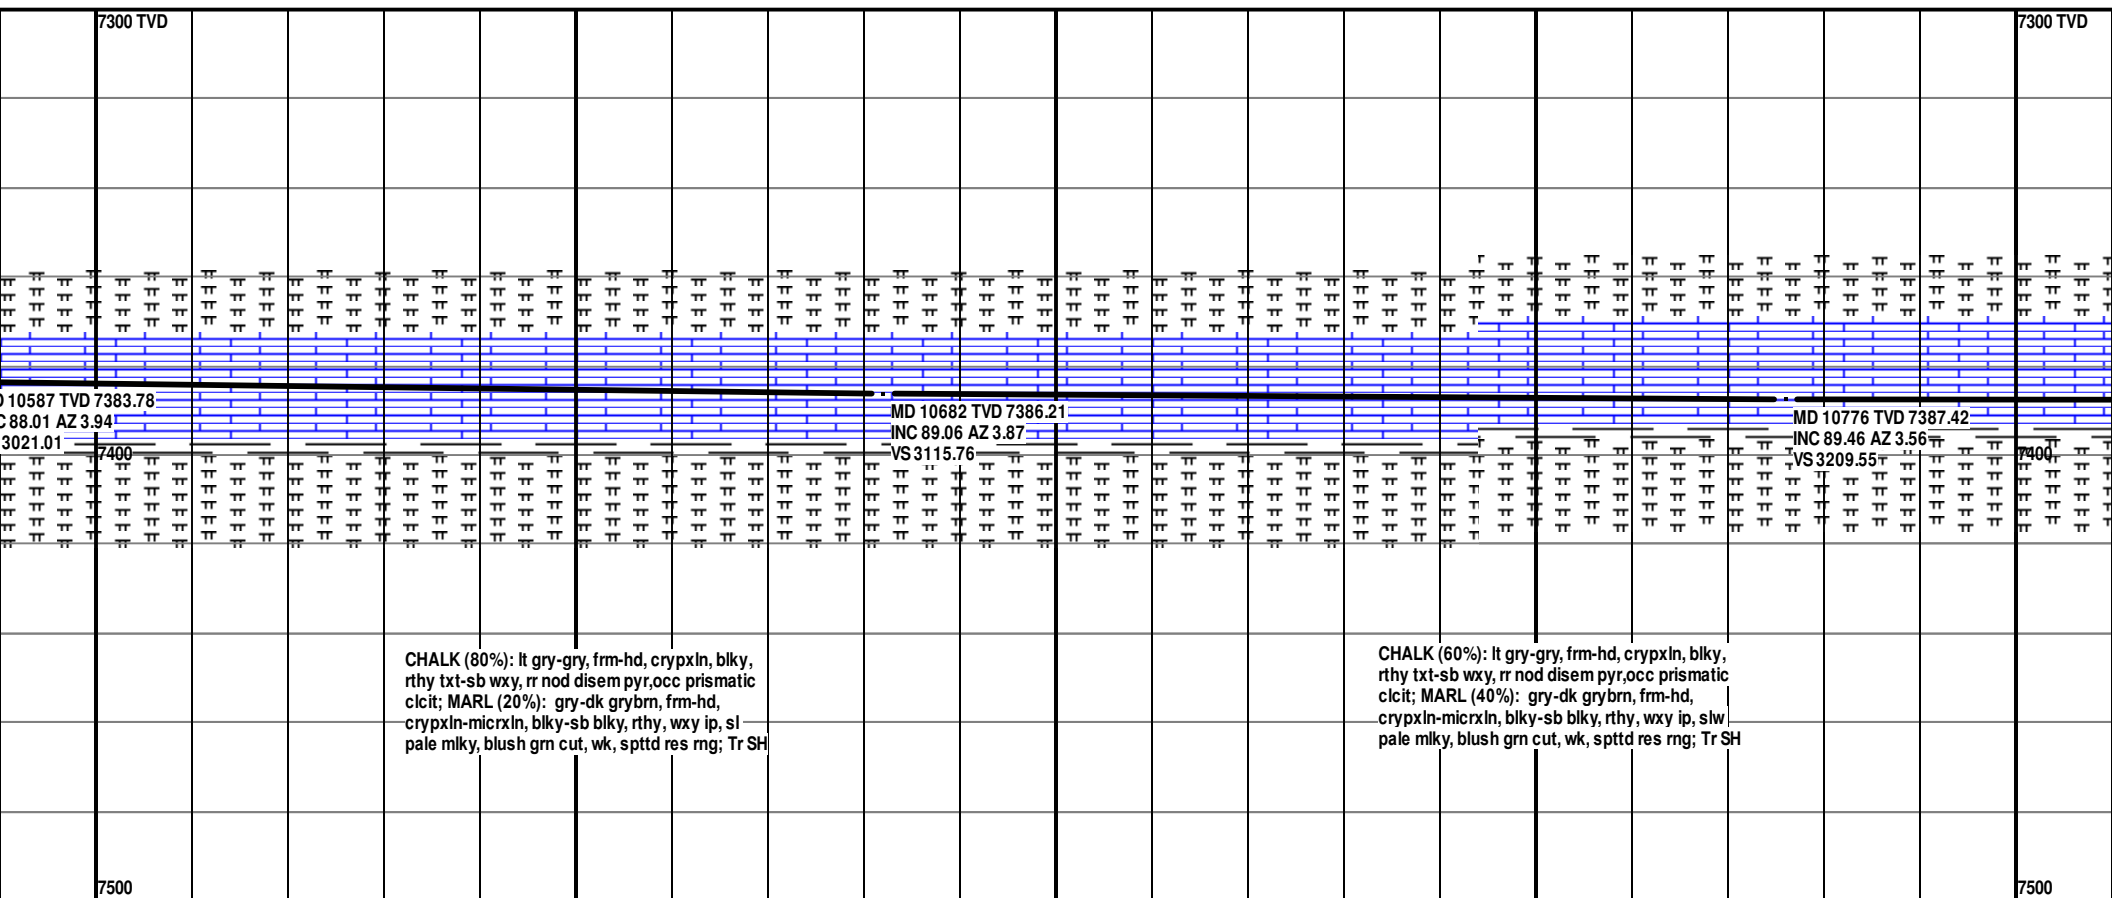 7300 TVD
7300 TVD
10587 TVD 7383.78
88.01 AZ 3.94
3021.01
7400
MD 10682 TVD 7386.21
INC 89.06 AZ 3.87
VS 3115.76
MD 10776 TVD 7387.42
INC 89.46 AZ 3.56
VS 3209.55
7400
CHALK (80%): lt gry-gry, frm-hd, crypxln, blky,
rthy txt-sb wxy, rr nod disem pyr,occ prismatic
clcit; MARL (20%): gry-dk grybrn, frm-hd,
crypxln-micrxln, blky-sb blky, rthy, wxy ip, sl
pale mlky, blush grn cut, wk, spttd res rng; Tr SH
CHALK (60%): lt gry-gry, frm-hd, crypxln, blky,
rthy txt-sb wxy, rr nod disem pyr,occ prismatic
clcit; MARL (40%): gry-dk grybrn, frm-hd,
crypxln-micrxln, blky-sb blky, rthy, wxy ip, slw
pale mlky, blush grn cut, wk, spttd res rng; Tr SH
7500
7500